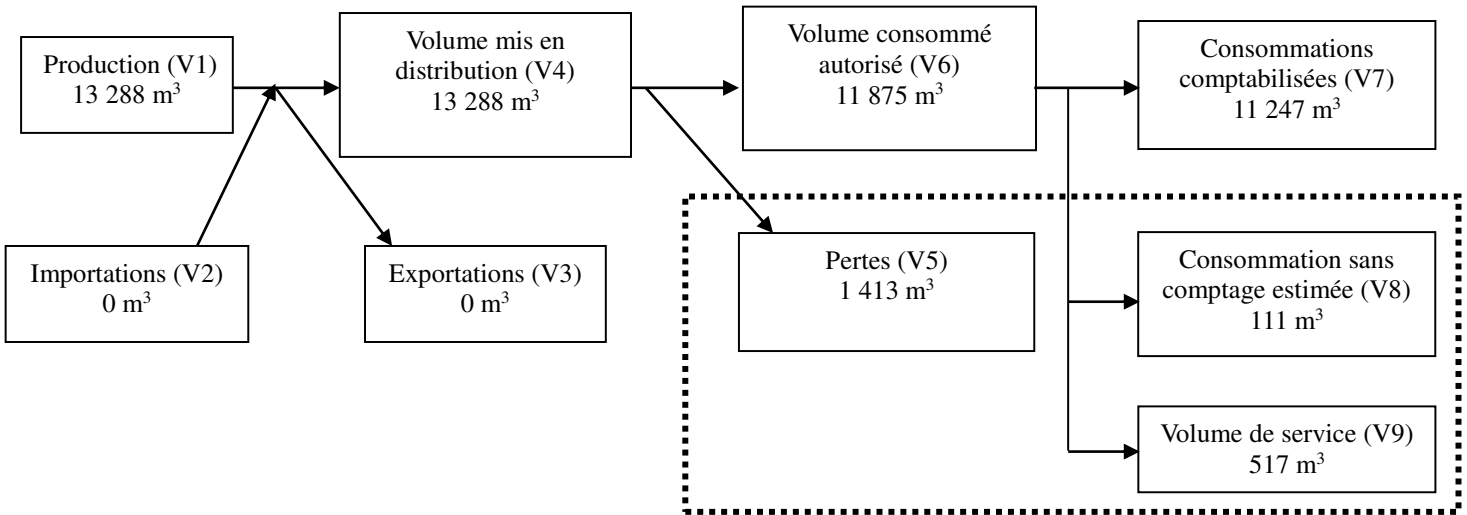 Production (V1)
13 288 m³
Volume mis en
distribution (V4)
13 288 m³
Volume consommé
autorisé (V6)
11 875 m³
Consommations
comptabilisées (V7)
11 247 m³
Importations (V2)
0 m³
Exportations (V3)
0 m³
Pertes (V5)
1 413 m³
Consommation sans
comptage estimée (V8)
111 m³
Volume de service (V9)
517 m³